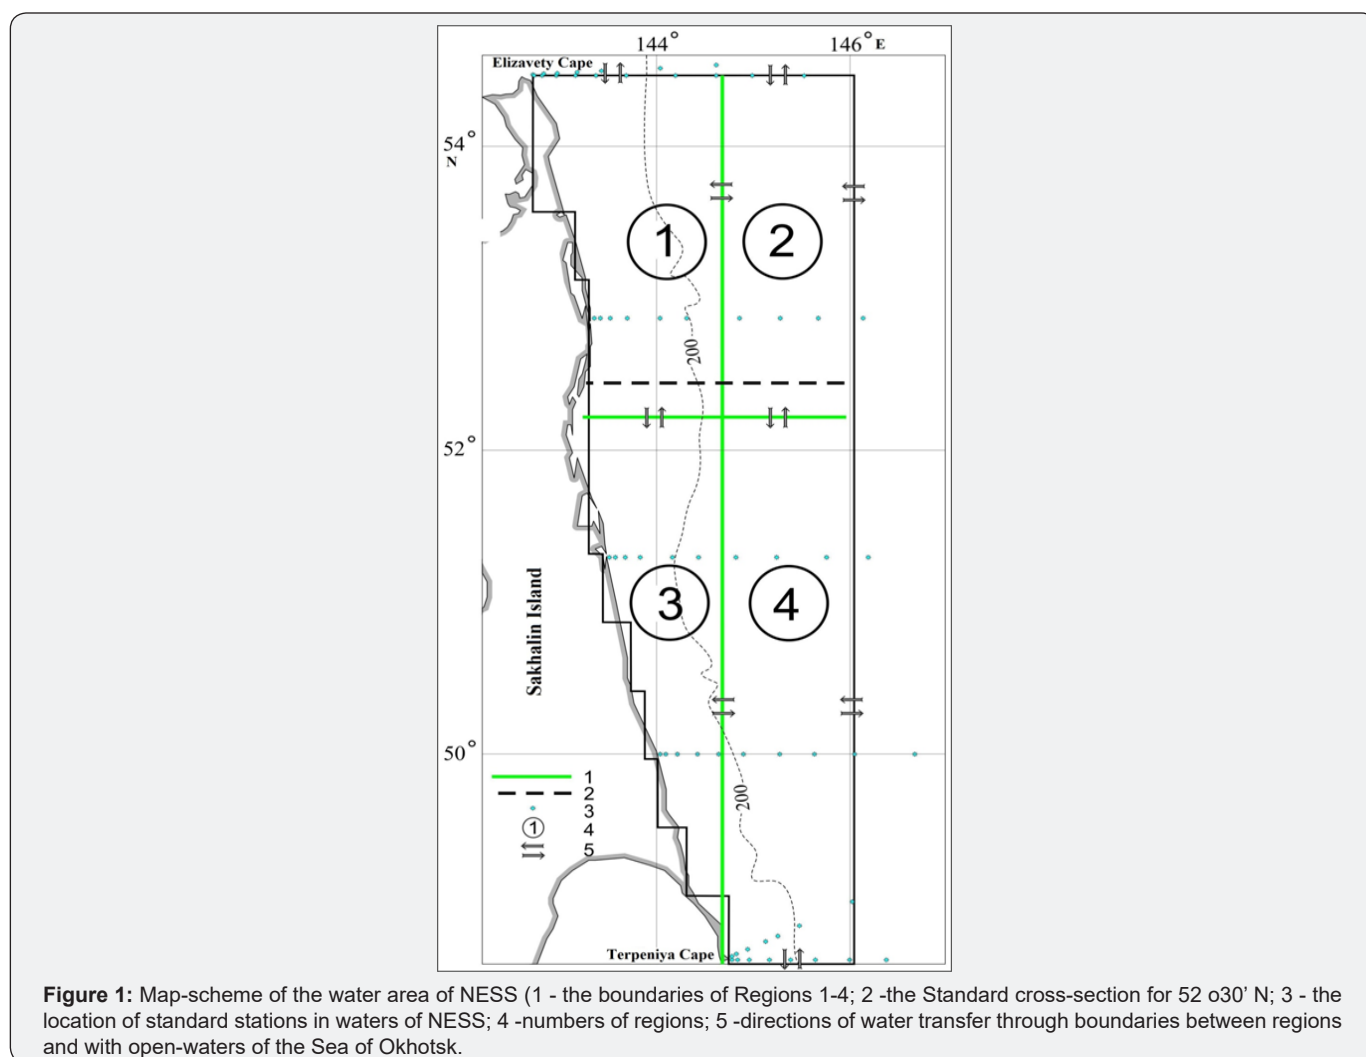 144° 146° E
Elizavety Cape
54°
N
1 2
200
52°
3 4
Sakhalin Island
50°
200
1
2
3
1 4
5
Terpeniya Cape
Figure 1: Map-scheme of the water area of NESS (1 - the boundaries of Regions 1-4; 2 -the Standard cross-section for 52 o30’ N; 3 - the
location of standard stations in waters of NESS; 4 -numbers of regions; 5 -directions of water transfer through boundaries between regions
and with open-waters of the Sea of Okhotsk.